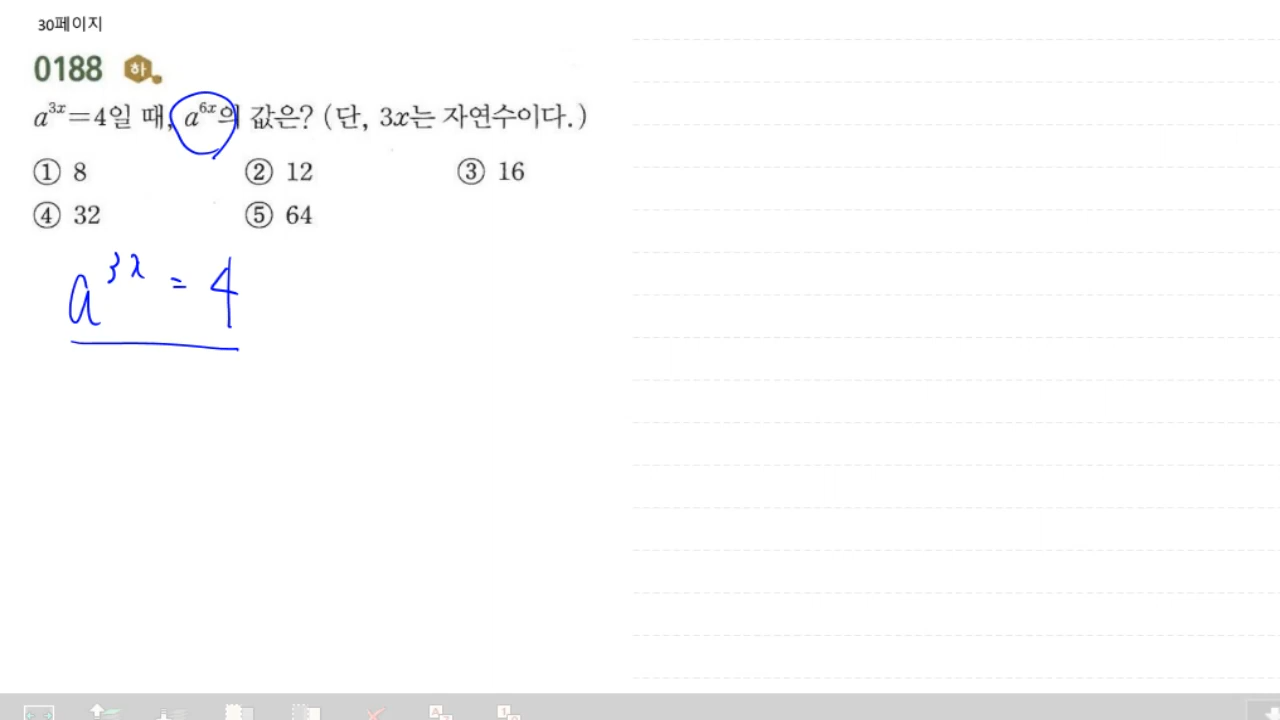 30페이지
0188 하
a^{3x}=4일 때, a^{6x}의 값은? (단, 3x는 자연수이다.)
① 8 ② 12 ③ 16
④ 32 ⑤ 64
a^{3x} = 4